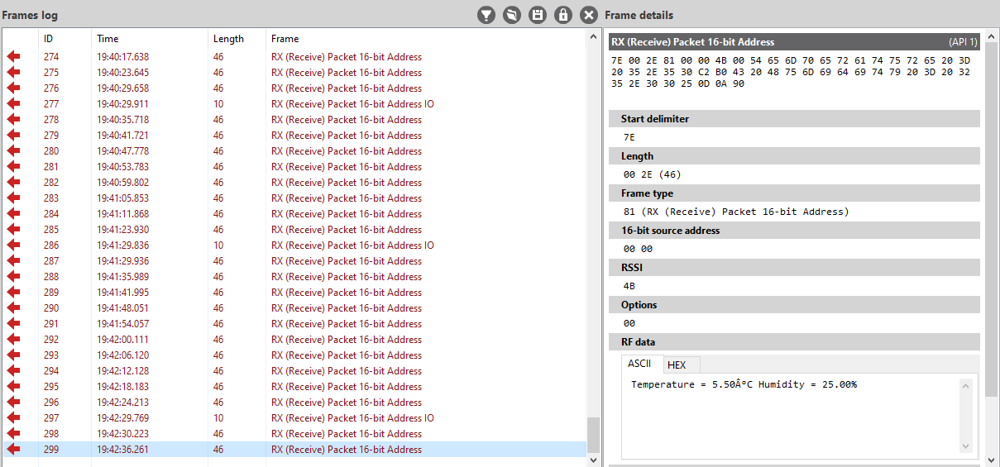 Frames log
ID Time Length Frame
274 19:40:17.638 46 RX (Receive) Packet 16-bit Address
275 19:40:23.645 46 RX (Receive) Packet 16-bit Address
276 19:40:29.658 46 RX (Receive) Packet 16-bit Address
277 19:40:29.911 10 RX (Receive) Packet 16-bit Address IO
278 19:40:35.718 46 RX (Receive) Packet 16-bit Address
279 19:40:41.721 46 RX (Receive) Packet 16-bit Address
280 19:40:47.778 46 RX (Receive) Packet 16-bit Address
281 19:40:53.783 46 RX (Receive) Packet 16-bit Address
282 19:40:59.802 46 RX (Receive) Packet 16-bit Address
283 19:41:05.853 46 RX (Receive) Packet 16-bit Address
284 19:41:11.868 46 RX (Receive) Packet 16-bit Address
285 19:41:23.930 46 RX (Receive) Packet 16-bit Address
286 19:41:29.836 10 RX (Receive) Packet 16-bit Address IO
287 19:41:29.936 46 RX (Receive) Packet 16-bit Address
288 19:41:35.989 46 RX (Receive) Packet 16-bit Address
289 19:41:41.995 46 RX (Receive) Packet 16-bit Address
290 19:41:48.051 46 RX (Receive) Packet 16-bit Address
291 19:41:54.057 46 RX (Receive) Packet 16-bit Address
292 19:42:00.111 46 RX (Receive) Packet 16-bit Address
293 19:42:06.120 46 RX (Receive) Packet 16-bit Address
294 19:42:12.128 46 RX (Receive) Packet 16-bit Address
295 19:42:18.183 46 RX (Receive) Packet 16-bit Address
296 19:42:24.213 46 RX (Receive) Packet 16-bit Address
297 19:42:29.769 10 RX (Receive) Packet 16-bit Address IO
298 19:42:30.223 46 RX (Receive) Packet 16-bit Address
299 19:42:36.261 46 RX (Receive) Packet 16-bit Address
Frame details
RX (Receive) Packet 16-bit Address (API 1)
7E 00 2E 81 00 00 4B 00 54 65 6D 70 65 72 61 74 75 72 65 20 3D
20 35 2E 35 30 C2 B0 43 20 48 75 6D 69 64 69 74 79 20 3D 20 32
35 2E 30 30 25 0D 0A 90
Start delimiter
7E
Length
00 2E (46)
Frame type
81 (RX (Receive) Packet 16-bit Address)
16-bit source address
00 00
RSSI
4B
Options
00
RF data
ASCII HEX
Temperature = 5.50Â°C Humidity = 25.00%